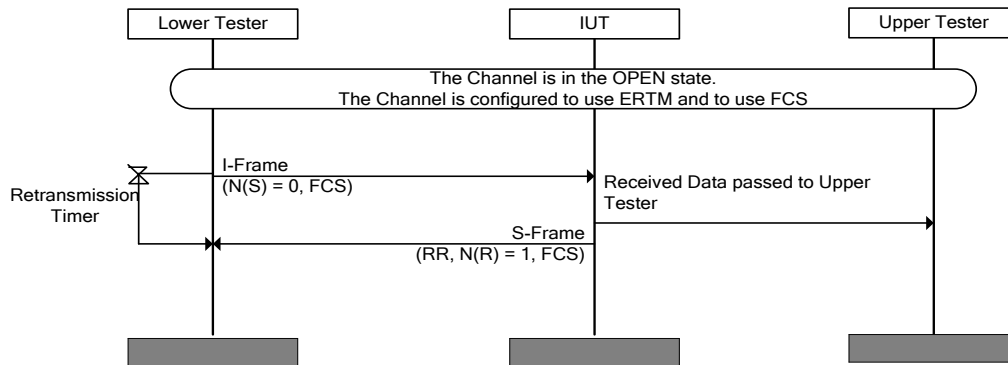 Lower Tester
IUT
Upper Tester
The Channel is in the OPEN state.
The Channel is configured to use ERTM and to use FCS
I-Frame
(N(S) = 0, FCS)
Retransmission
Timer
Received Data passed to Upper
Tester
S-Frame
(RR, N(R) = 1, FCS)